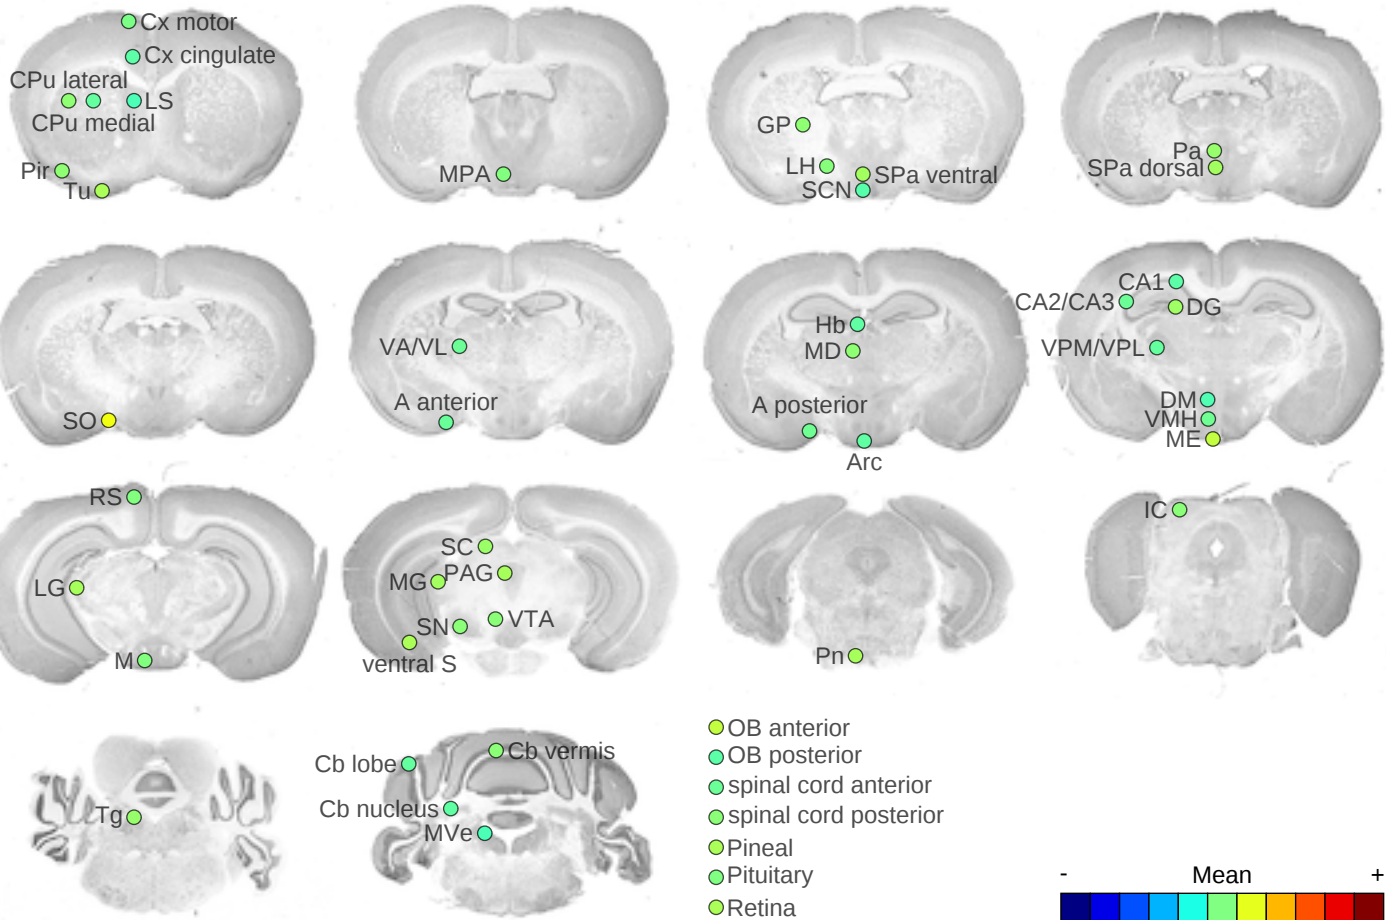 Cx motor
Cx cingulate
CPu lateral
LS
CPu medial
Pir
Tu
MPA
GP
LH
SPa ventral
SCN
Pa
SPa dorsal
SO
VA/VL
A anterior
Hb
MD
A posterior
Arc
CA1
CA2/CA3
DG
VPM/VPL
DM
VMH
ME
RS
LG
M
SC
MG
PAG
SN
VTA
ventral S
Pn
IC
Tg
Cb lobe
Cb vermis
Cb nucleus
MVe
OB anterior
OB posterior
spinal cord anterior
spinal cord posterior
Pineal
Pituitary
Retina
- Mean +